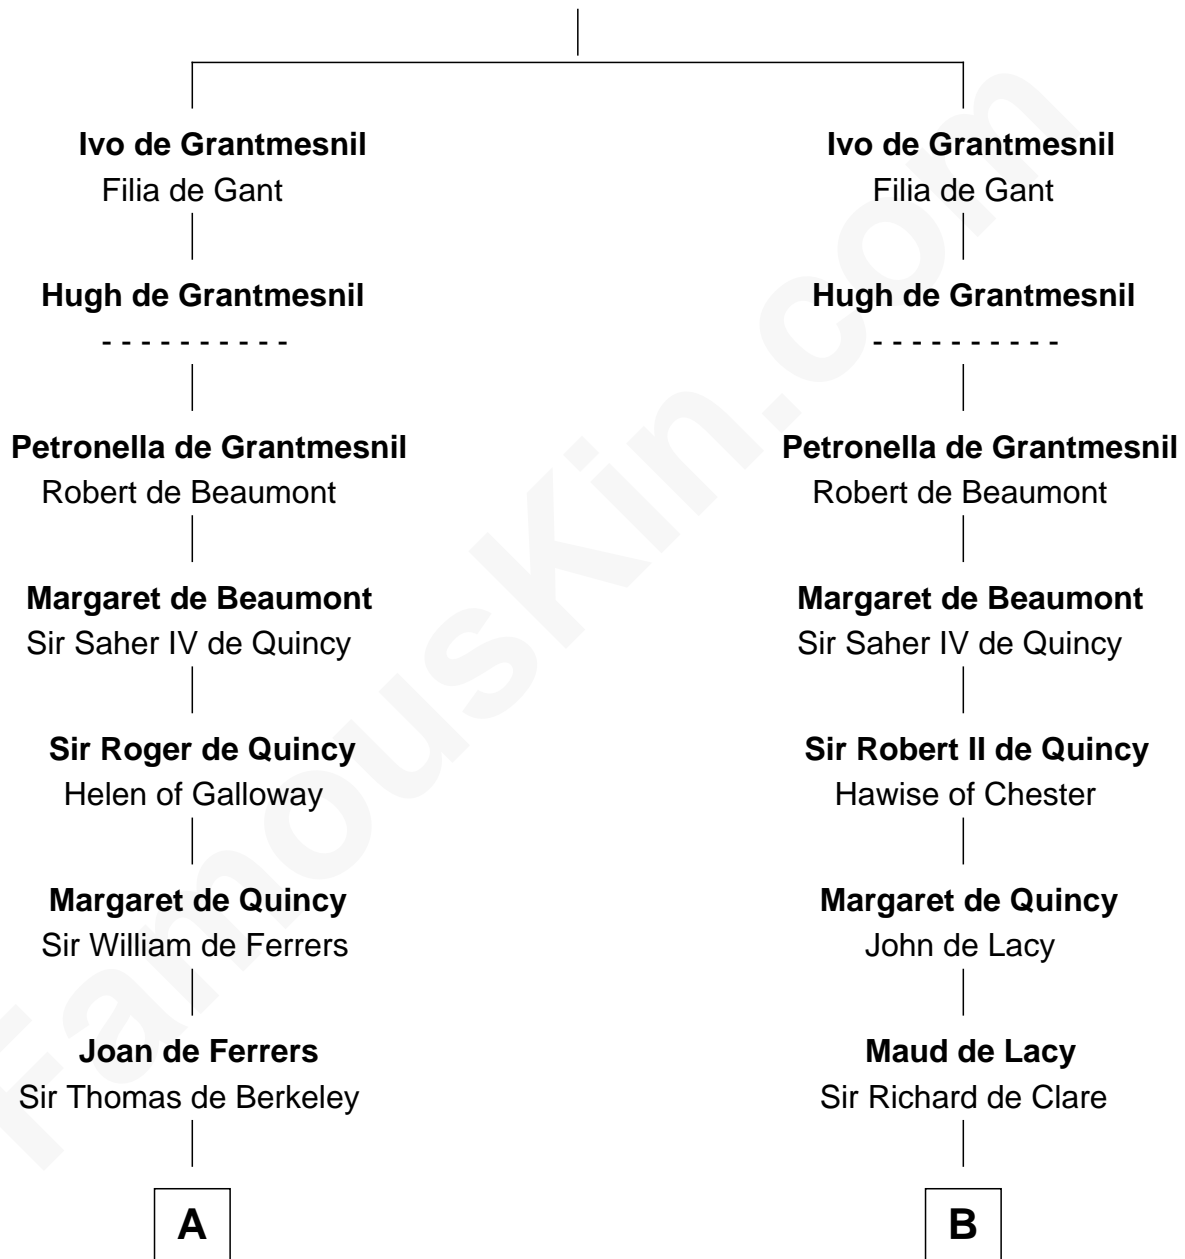 Ivo de Grantmesnil
Filia de Gant
Hugh de Grantmesnil
- - - - - - - - - -
Petronella de Grantmesnil
Robert de Beaumont
Margaret de Beaumont
Sir Saher IV de Quincy
Sir Roger de Quincy
Helen of Galloway
Margaret de Quincy
Sir William de Ferrers
Joan de Ferrers
Sir Thomas de Berkeley
A
Ivo de Grantmesnil
Filia de Gant
Hugh de Grantmesnil
- - - - - - - - - -
Petronella de Grantmesnil
Robert de Beaumont
Margaret de Beaumont
Sir Saher IV de Quincy
Sir Robert II de Quincy
Hawise of Chester
Margaret de Quincy
John de Lacy
Maud de Lacy
Sir Richard de Clare
B
FamousKin.com